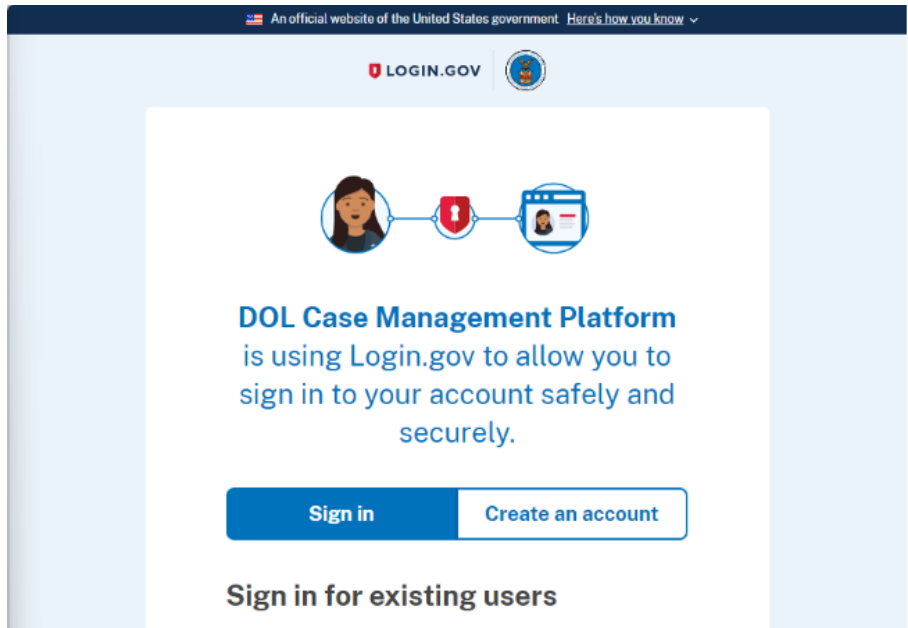 An official website of the United States government Here's how you know
LOGIN.GOV
DOL Case Management Platform
is using Login.gov to allow you to
sign in to your account safely and
securely.
Sign in Create an account
Sign in for existing users